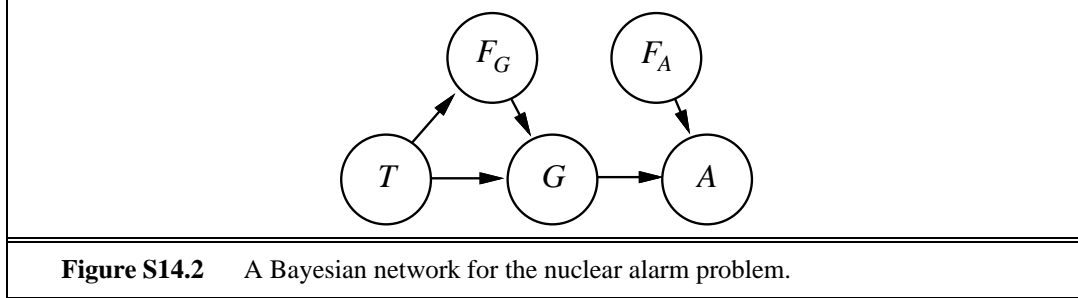 F_G F_A
T G A
Figure S14.2 A Bayesian network for the nuclear alarm problem.